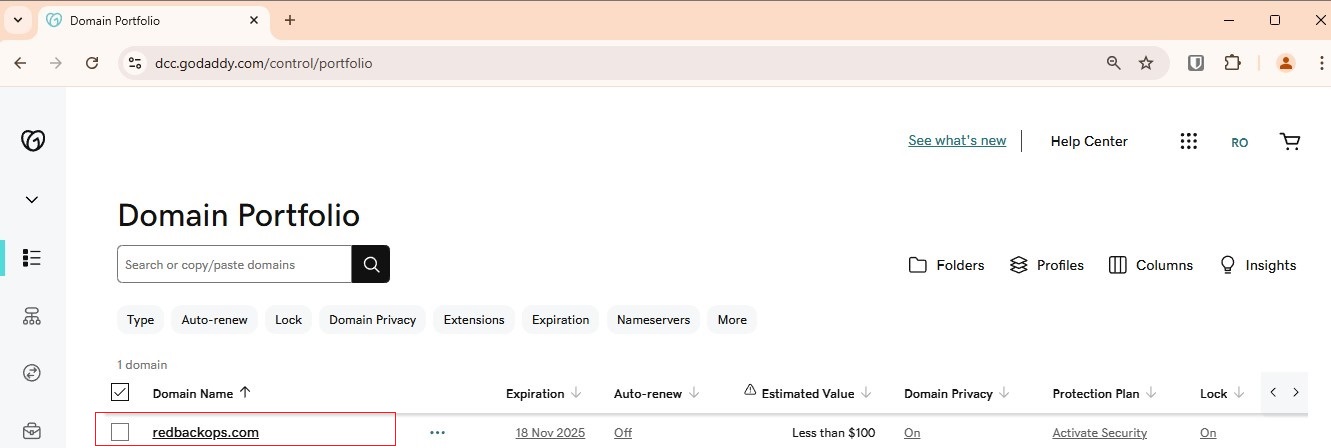 Domain Portfolio
dcc.godaddy.com/control/portfolio
See what's new Help Center RO
Domain Portfolio
Search or copy/paste domains
Folders Profiles Columns Insights
Type Auto-renew Lock Domain Privacy Extensions Expiration Nameservers More
1 domain
Domain Name Expiration Auto-renew Estimated Value Domain Privacy Protection Plan Lock
redbackops.com 18 Nov 2025 Off Less than $100 On Activate Security On